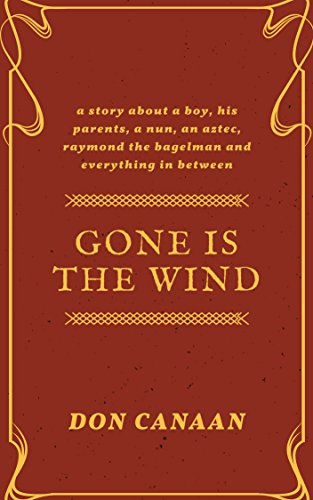 a story about a boy, his
parents, a nun, an aztec,
raymond the bagelman and
everything in between
GONE IS
THE WIND
DON CANAAN